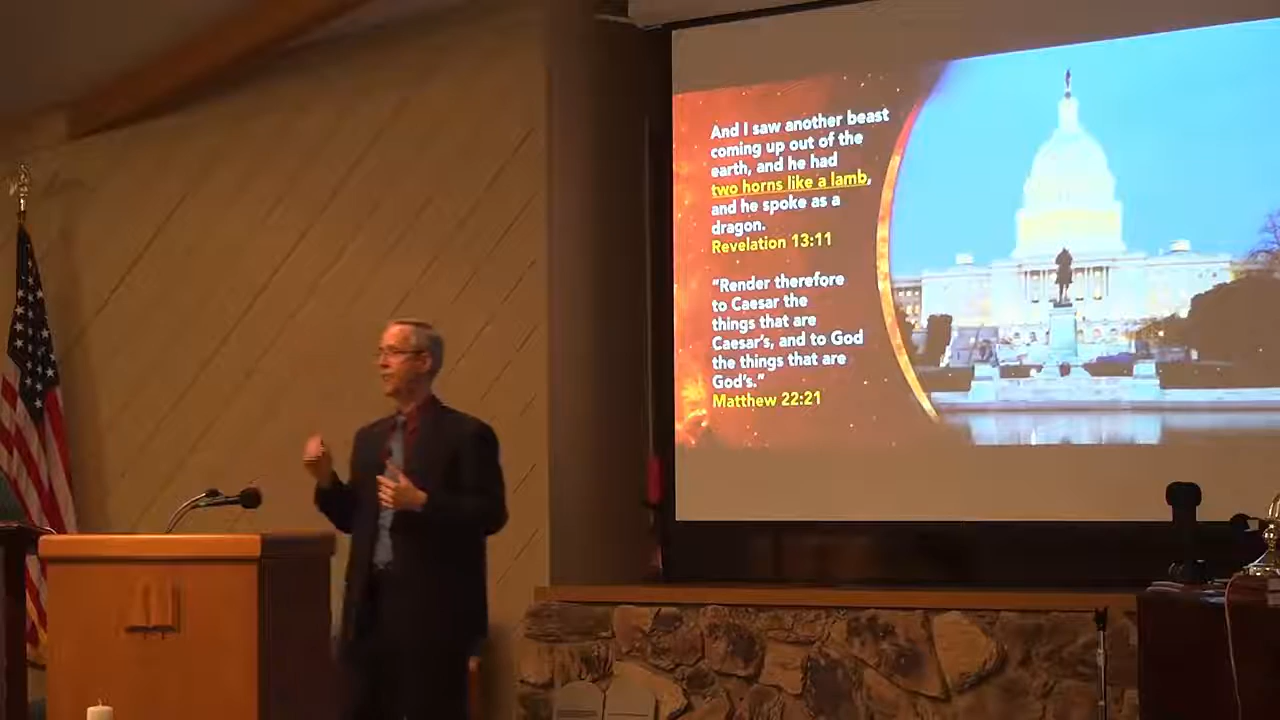 And I saw another beast
coming up out of the
earth, and he had
two horns like a lamb,
and he spoke as a
dragon.
Revelation 13:11
"Render therefore
to Caesar the
things that are
Caesar's, and to God
the things that are
God's."
Matthew 22:21